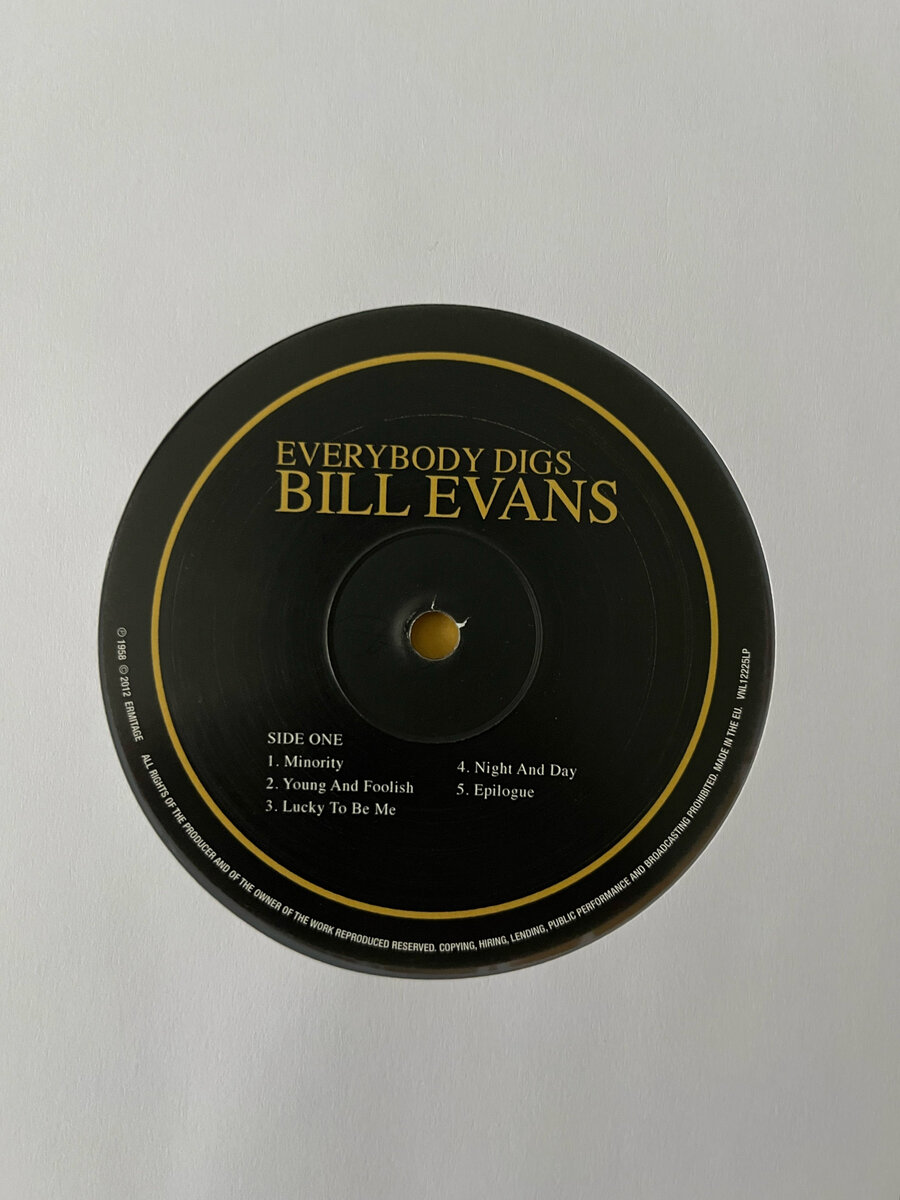 EVERYBODY DIGS
BILL EVANS
SIDE ONE
1. Minority
2. Young And Foolish
3. Lucky To Be Me
4. Night And Day
5. Epilogue
℗ 1958 © 2012 ERMITAGE ALL RIGHTS OF THE PRODUCER AND OF THE OWNER OF THE WORK REPRODUCED RESERVED. COPYING, HIRING, LENDING, PUBLIC PERFORMANCE AND BROADCASTING PROHIBITED. MADE IN THE EU. VNL12225LP